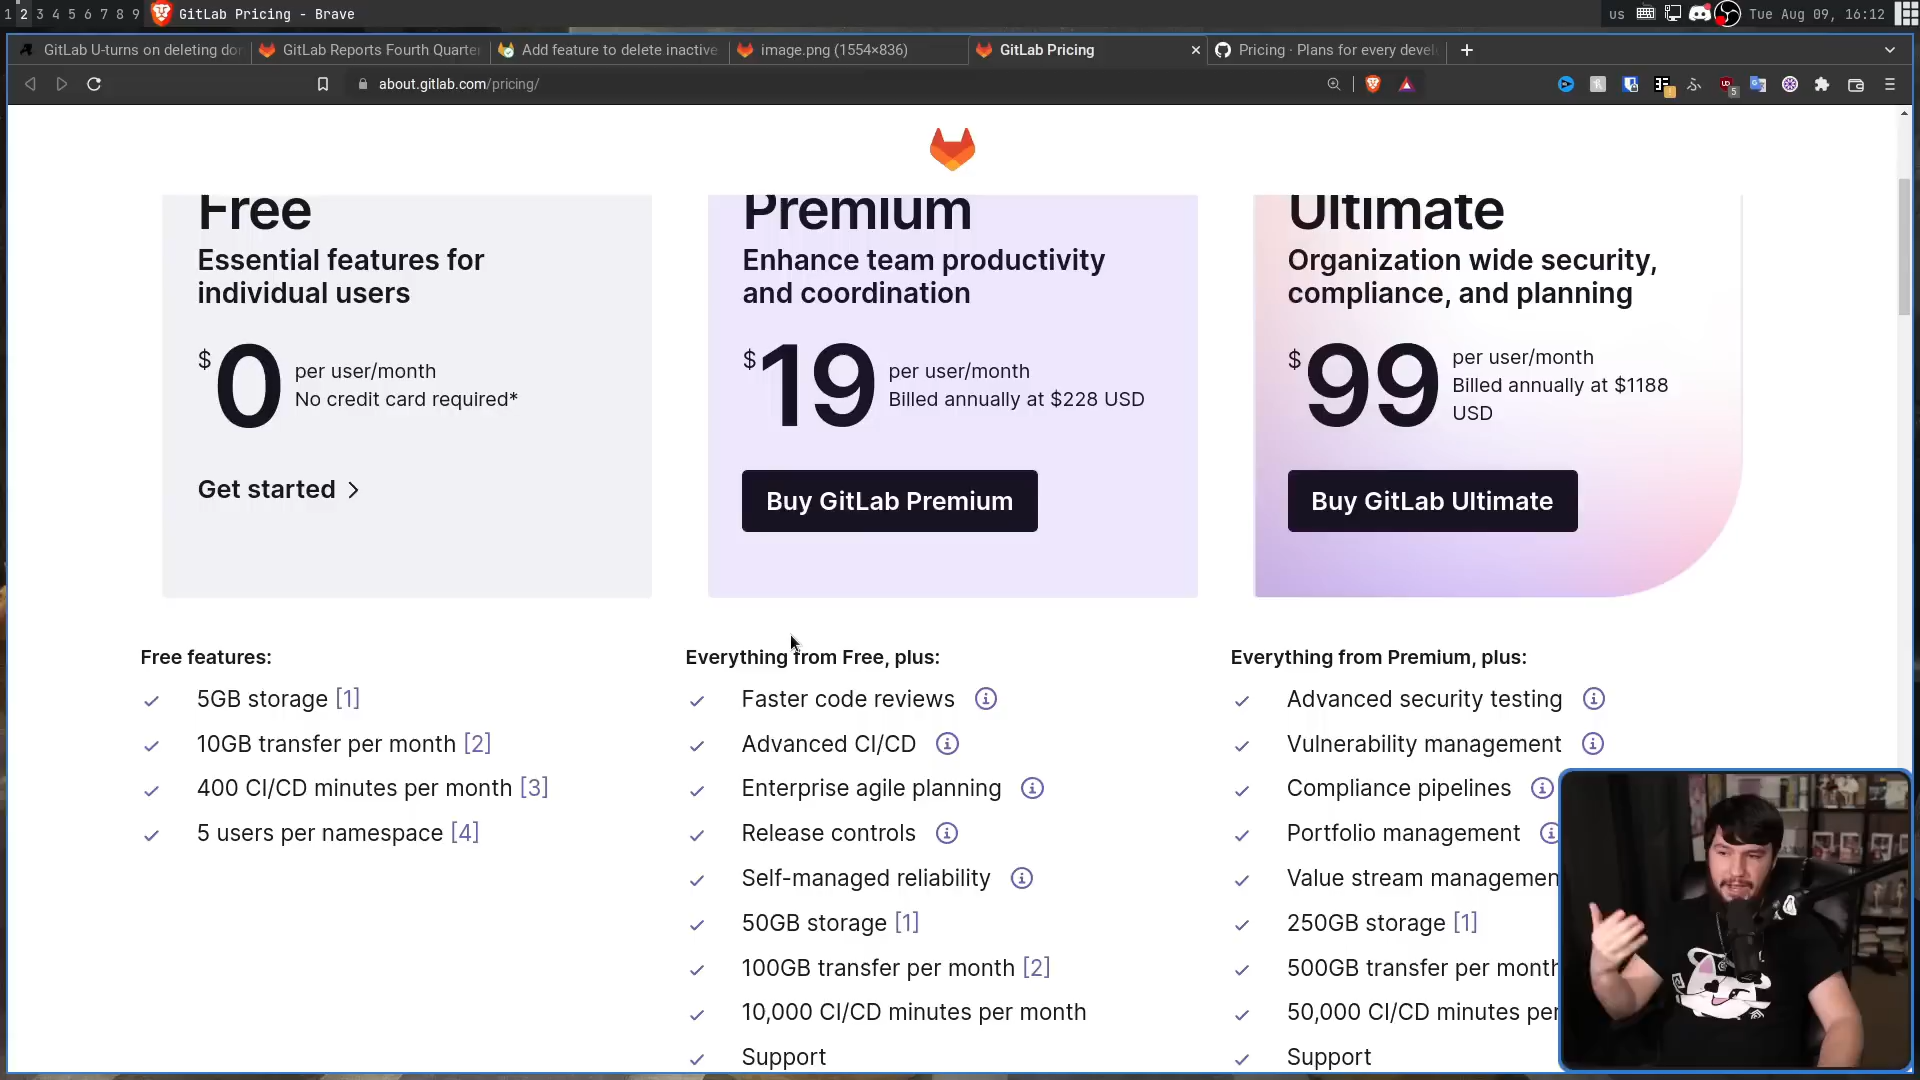 1 2 3 4 5 6 7 8 9 GitLab Pricing - Brave
us Tue Aug 09, 16:12
GitLab U-turns on deleting do
GitLab Reports Fourth Quarte
Add feature to delete inactive
image.png (1554×836)
GitLab Pricing
Pricing · Plans for every devel
about.gitlab.com/pricing/
Free
Essential features for
individual users
$0 per user/month
No credit card required*
Get started
Premium
Enhance team productivity
and coordination
$19 per user/month
Billed annually at $228 USD
Buy GitLab Premium
Ultimate
Organization wide security,
compliance, and planning
$99 per user/month
Billed annually at $1188
USD
Buy GitLab Ultimate
Free features:
5GB storage [1]
10GB transfer per month [2]
400 CI/CD minutes per month [3]
5 users per namespace [4]
Everything from Free, plus:
Faster code reviews
Advanced CI/CD
Enterprise agile planning
Release controls
Self-managed reliability
50GB storage [1]
100GB transfer per month [2]
10,000 CI/CD minutes per month
Support
Everything from Premium, plus:
Advanced security testing
Vulnerability management
Compliance pipelines
Portfolio management
Value stream managemen
250GB storage [1]
500GB transfer per month
50,000 CI/CD minutes per
Support